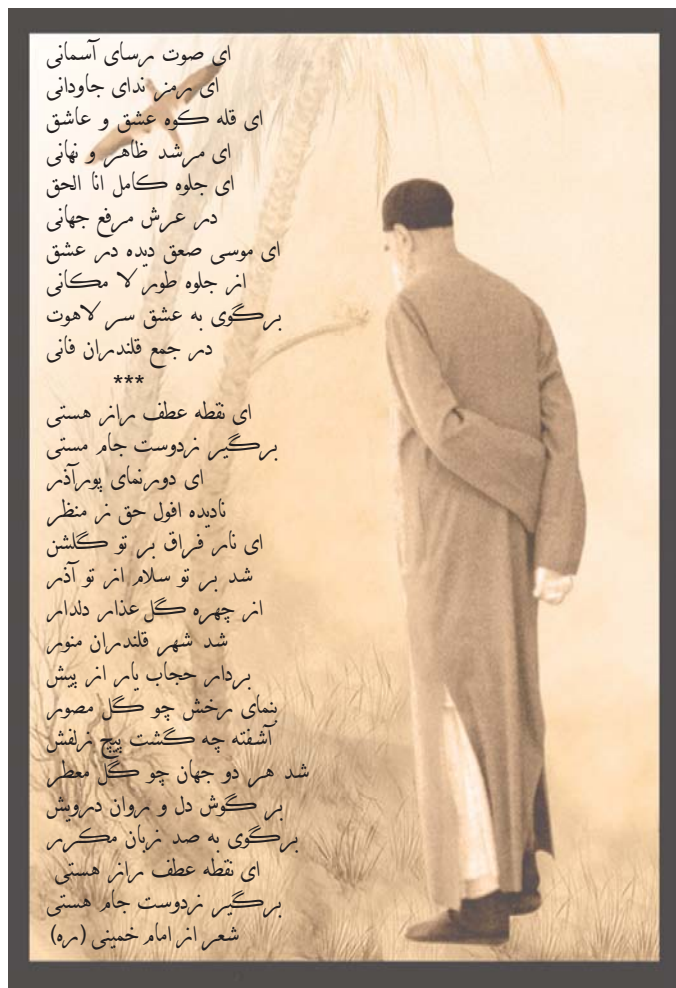 ای صوت رسای آسمانی
ای رمز ندای جاودانی
ای قله کوه عشق و عاشق
ای مرشد ظاهر و نهانی
ای جلوه کامل انا الحق
در عرش مرفع جهانی
ای موسی صعق دیده در عشق
از جلوه طور لا مکانی
برگوی به عشق سر لاهوت
در جمع قلندران فانی
***
ای نقطه عطف راز هستی
برگیر زدوست جام مستی
ای دورنمای پورآذر
نادیده افول حق ز منظر
ای نار فراق بر تو گلشن
شد بر تو سلام از تو آذر
از چهره گل عذار دلدار
شد شهر قلندران منور
بردار حجاب یار از پیش
بنمای رخش چو گل مصور
آشفته چه گشت پیچ زلفش
شد هر دو جهان چو گل معطر
بر گوش دل و روان درویش
برگوی به صد زبان مکرر
ای نقطه عطف راز هستی
برگیر زدوست جام هستی
شعر از امام خمینی (ره)